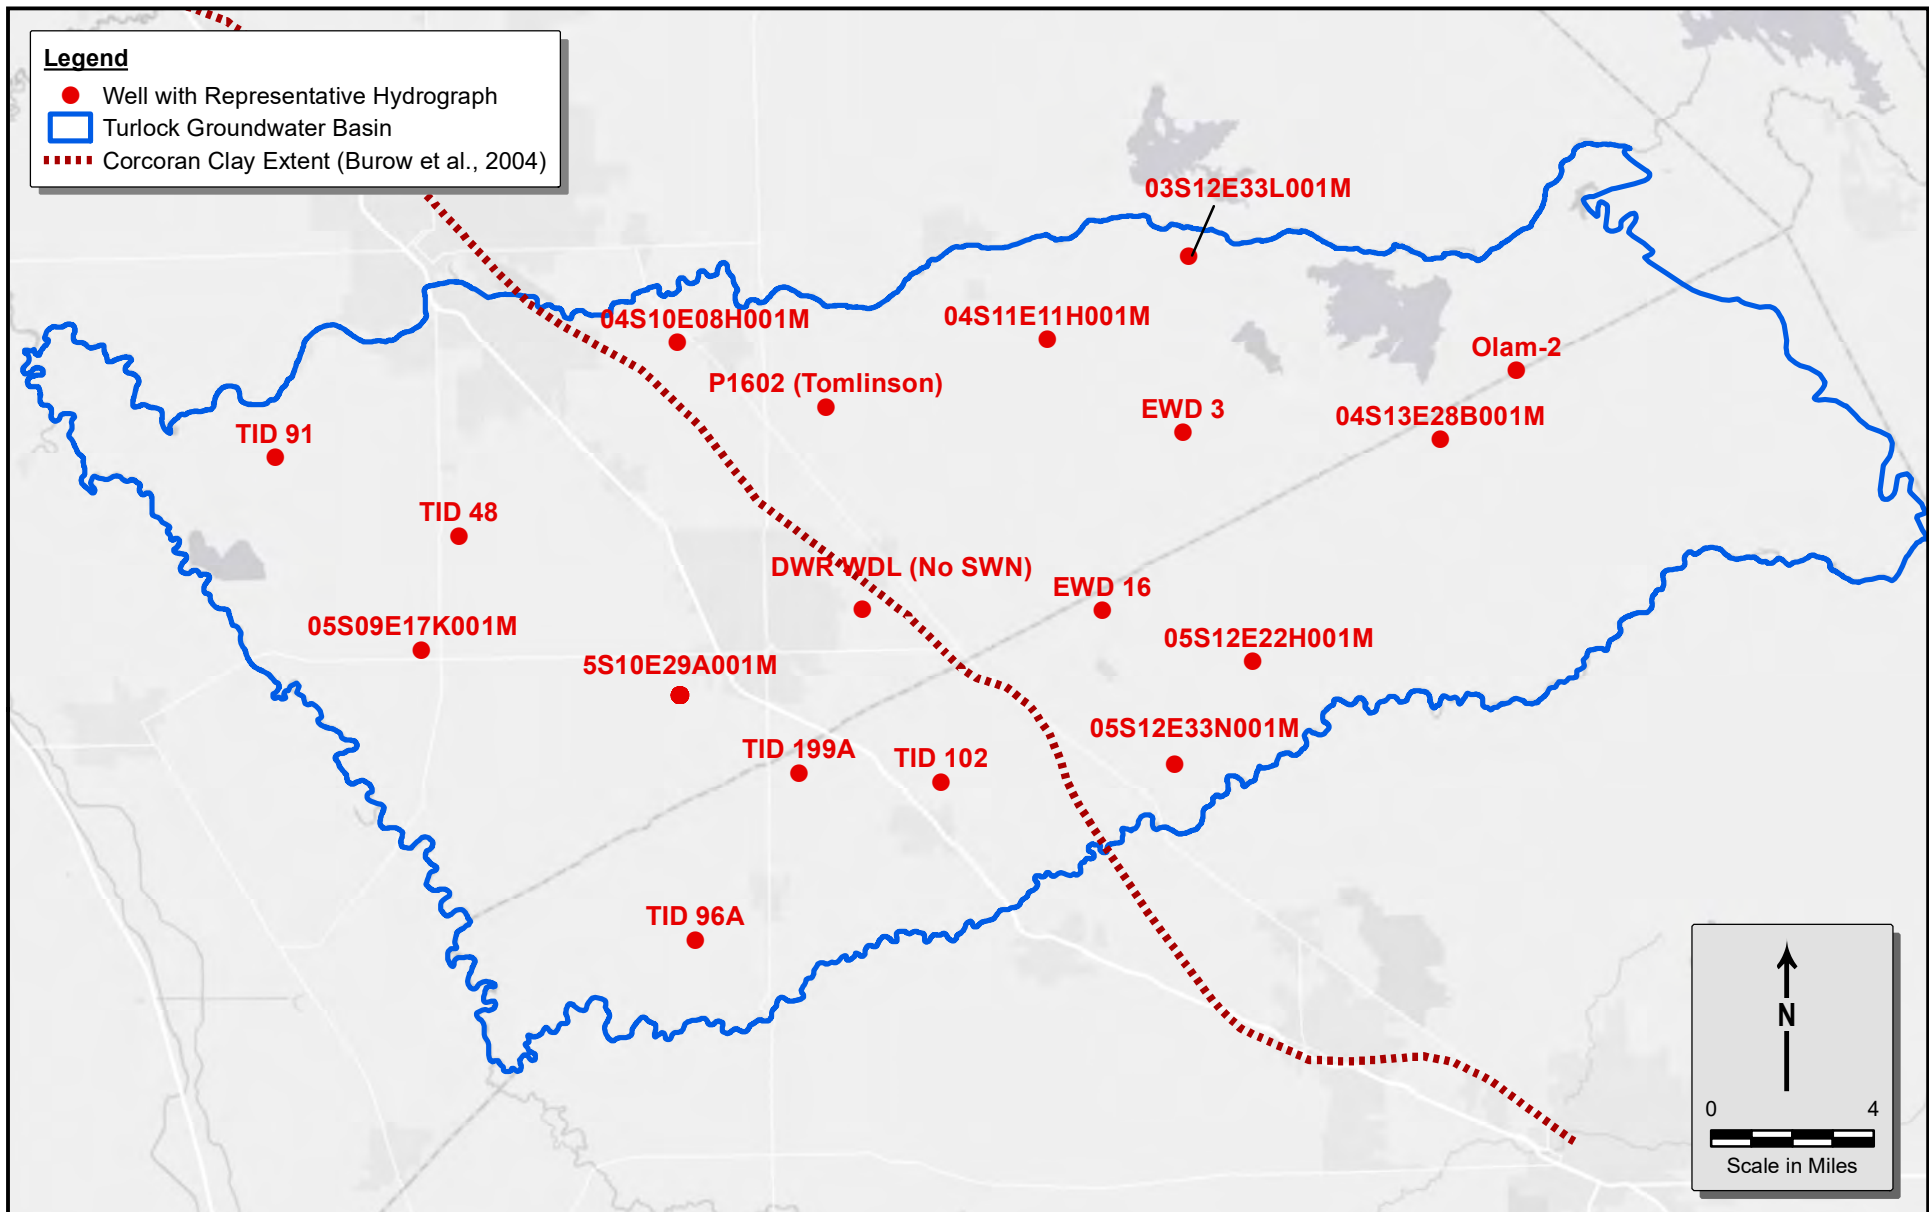 Legend
Well with Representative Hydrograph
Turlock Groundwater Basin
Corcoran Clay Extent (Burow et al., 2004)
03S12E33L001M
04S10E08H001M
04S11E11H001M
Olam-2
P1602 (Tomlinson)
EWD 3
04S13E28B001M
TID 91
TID 48
DWR WDL (No SWN)
EWD 16
05S09E17K001M
05S12E22H001M
5S10E29A001M
05S12E33N001M
TID 199A
TID 102
TID 96A
N
0 4
Scale in Miles